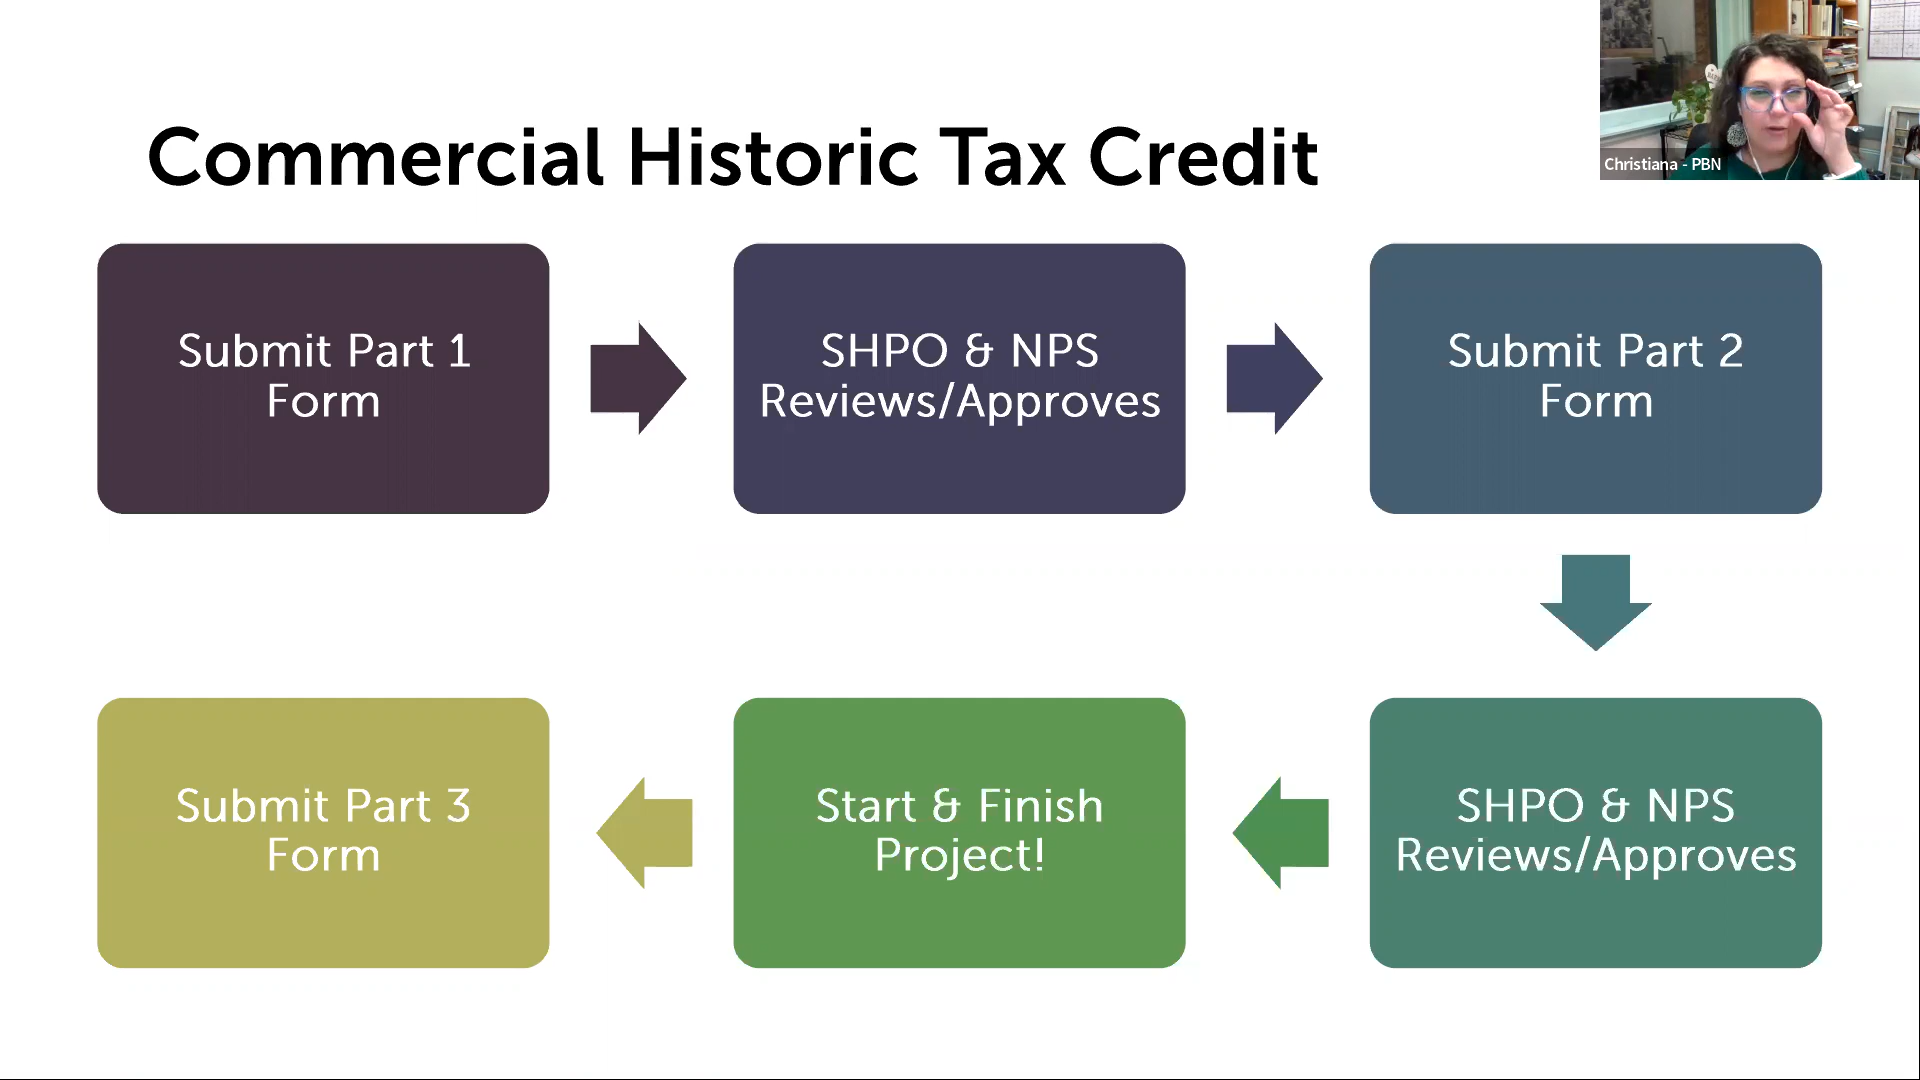 Commercial Historic Tax Credit
Christiana - PBN
Submit Part 1
Form
SHPO & NPS
Reviews/Approves
Submit Part 2
Form
SHPO & NPS
Reviews/Approves
Start & Finish
Project!
Submit Part 3
Form